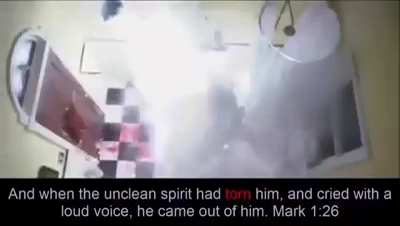 And when the unclean spirit had torn him, and cried with a
loud voice, he came out of him. Mark 1:26